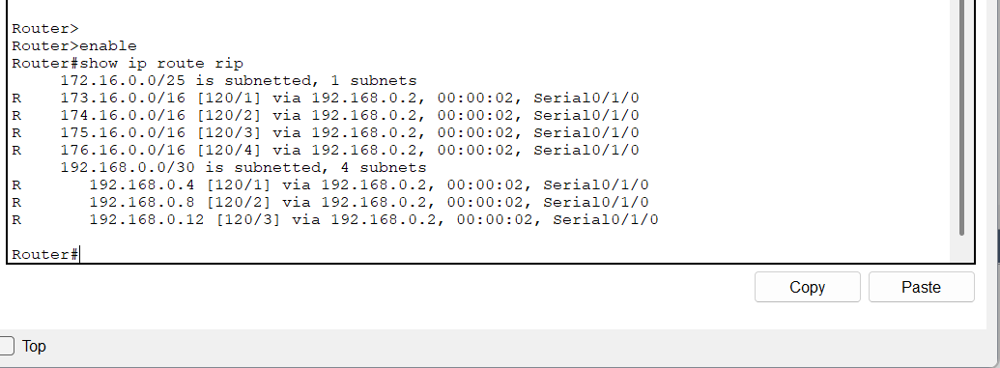 Router>
Router>enable
Router#show ip route rip
     172.16.0.0/25 is subnetted, 1 subnets
R    173.16.0.0/16 [120/1] via 192.168.0.2, 00:00:02, Serial0/1/0
R    174.16.0.0/16 [120/2] via 192.168.0.2, 00:00:02, Serial0/1/0
R    175.16.0.0/16 [120/3] via 192.168.0.2, 00:00:02, Serial0/1/0
R    176.16.0.0/16 [120/4] via 192.168.0.2, 00:00:02, Serial0/1/0
     192.168.0.0/30 is subnetted, 4 subnets
R       192.168.0.4 [120/1] via 192.168.0.2, 00:00:02, Serial0/1/0
R       192.168.0.8 [120/2] via 192.168.0.2, 00:00:02, Serial0/1/0
R       192.168.0.12 [120/3] via 192.168.0.2, 00:00:02, Serial0/1/0
Router#
Copy Paste
Top